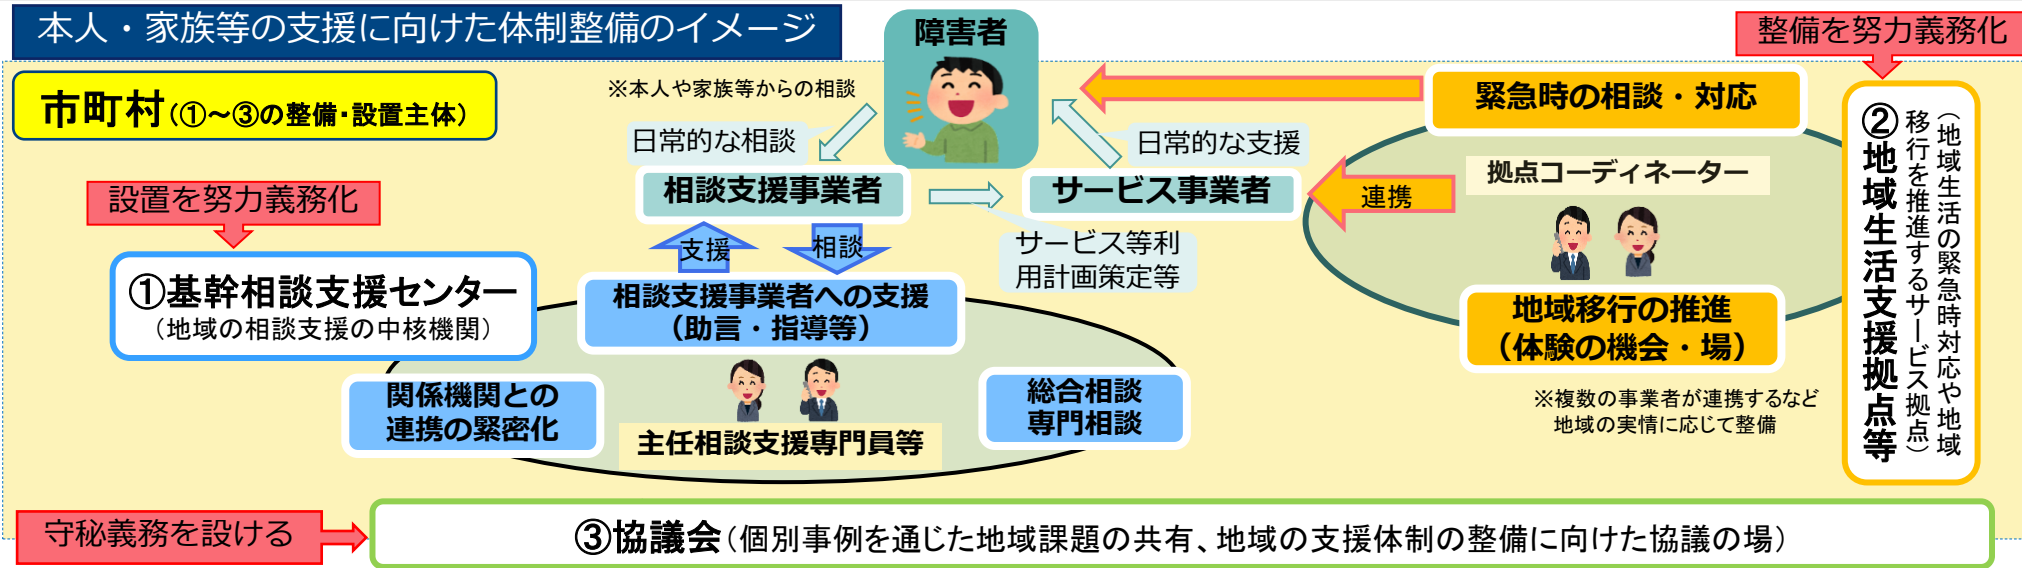 本人・家族等の支援に向けた体制整備のイメージ
障害者
整備を努力義務化
市町村(①～③の整備・設置主体)
※本人や家族等からの相談
緊急時の相談・対応
日常的な相談
日常的な支援
相談支援事業者
サービス事業者
連携
拠点コーディネーター
設置を努力義務化
支援
相談
サービス等利
用計画策定等
①基幹相談支援センター
（地域の相談支援の中核機関）
相談支援事業者への支援
（助言・指導等）
地域移行の推進
（体験の機会・場）
②地域生活支援拠点等
（地域生活の緊急時対応や地域
移行を推進するサービス拠点）
関係機関との
連携の緊密化
総合相談
専門相談
主任相談支援専門員等
※複数の事業者が連携するなど
地域の実情に応じて整備
守秘義務を設ける
③協議会（個別事例を通じた地域課題の共有、地域の支援体制の整備に向けた協議の場）